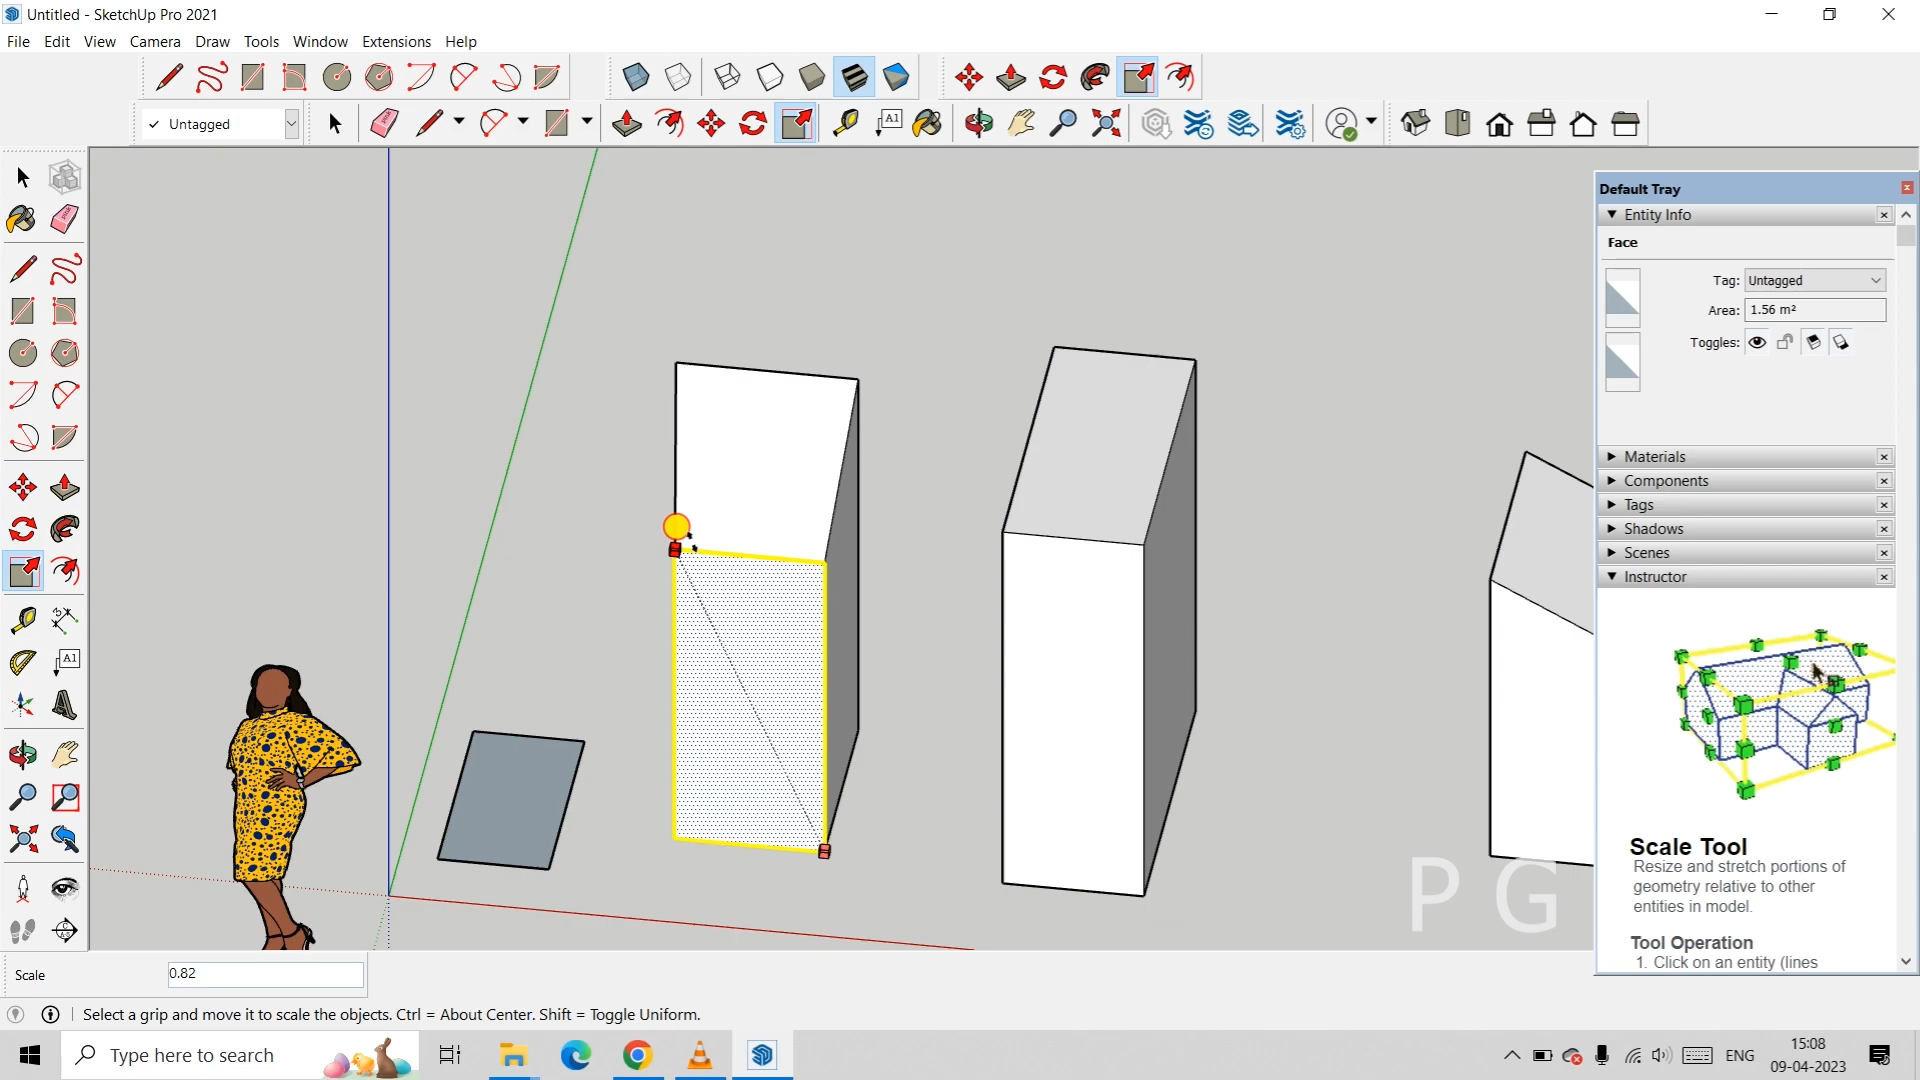 Untitled - SketchUp Pro 2021
File Edit View Camera Draw Tools Window Extensions Help
Untagged
A1
Default Tray
Entity Info
Face
Tag: Untagged
Area: 1.56 m²
Toggles:
Materials
Components
Tags
Shadows
Scenes
Instructor
A1
P G
Scale Tool
Resize and stretch portions of
geometry relative to other
entities in model.
Tool Operation
1. Click on an entity (lines
Scale 0.82
Select a grip and move it to scale the objects. Ctrl = About Center. Shift = Toggle Uniform.
Type here to search
ENG
15:08
09-04-2023